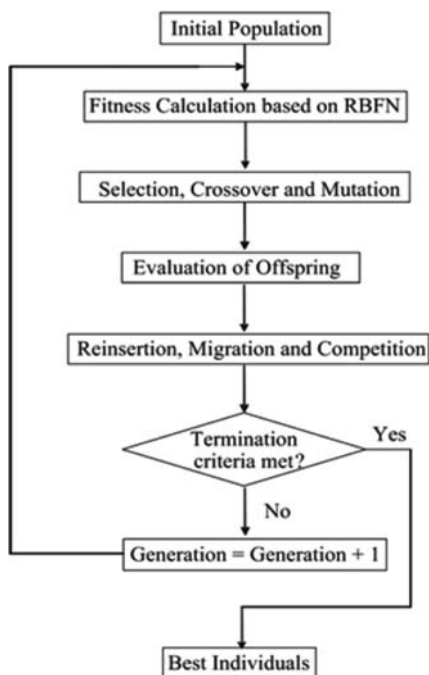 Initial Population
Fitness Calculation based on RBFN
Selection, Crossover and Mutation
Evaluation of Offspring
Reinsertion, Migration and Competition
Termination
criteria met?
Yes
No
Generation = Generation + 1
Best Individuals